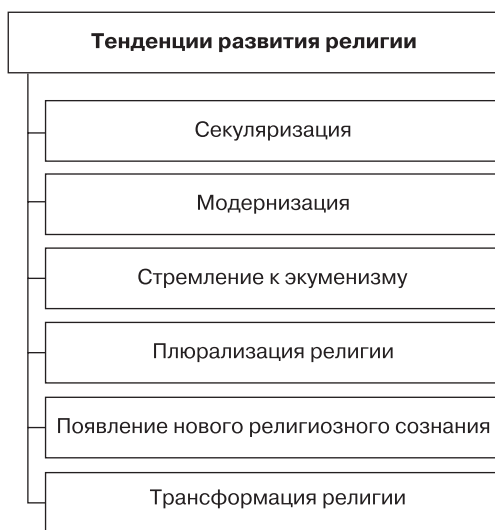 Тенденции развития религии
Секуляризация
Модернизация
Стремление к экуменизму
Плюрализация религии
Появление нового религиозного сознания
Трансформация религии